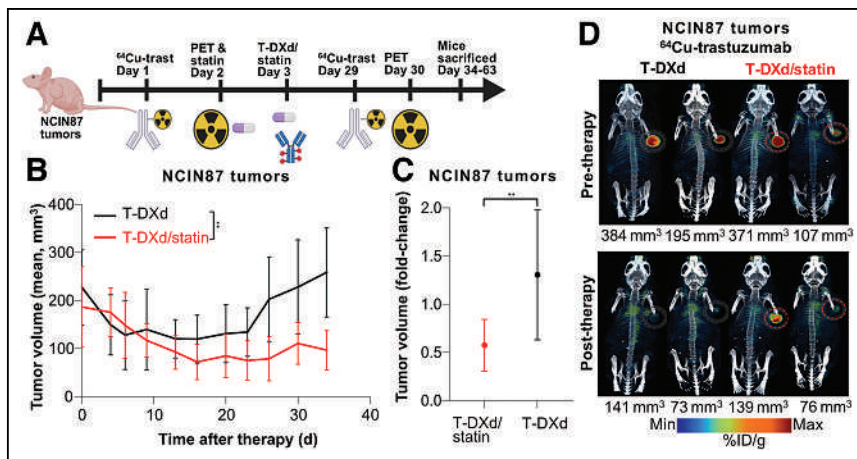 A
⁶⁴Cu-trast
Day 1
PET &
statin
Day 2
T-DXd/
statin
Day 3
⁶⁴Cu-trast
Day 29
PET
Day 30
Mice
sacrificed
Day 34-63
NCIN87
tumors
B
NCIN87 tumors
Tumor volume (mean, mm³)
400
300
200
100
0
T-DXd
T-DXd/statin
**
0
10
20
30
40
Time after therapy (d)
C
NCIN87 tumors
Tumor volume (fold-change)
2.0
1.5
1.0
0.5
0.0
**
T-DXd/
statin
T-DXd
D
NCIN87 tumors
⁶⁴Cu-trastuzumab
T-DXd
T-DXd/statin
Pre-therapy
384 mm³ 195 mm³ 371 mm³ 107 mm³
Post-therapy
141 mm³ 73 mm³ 139 mm³ 76 mm³
Min
Max
%ID/g